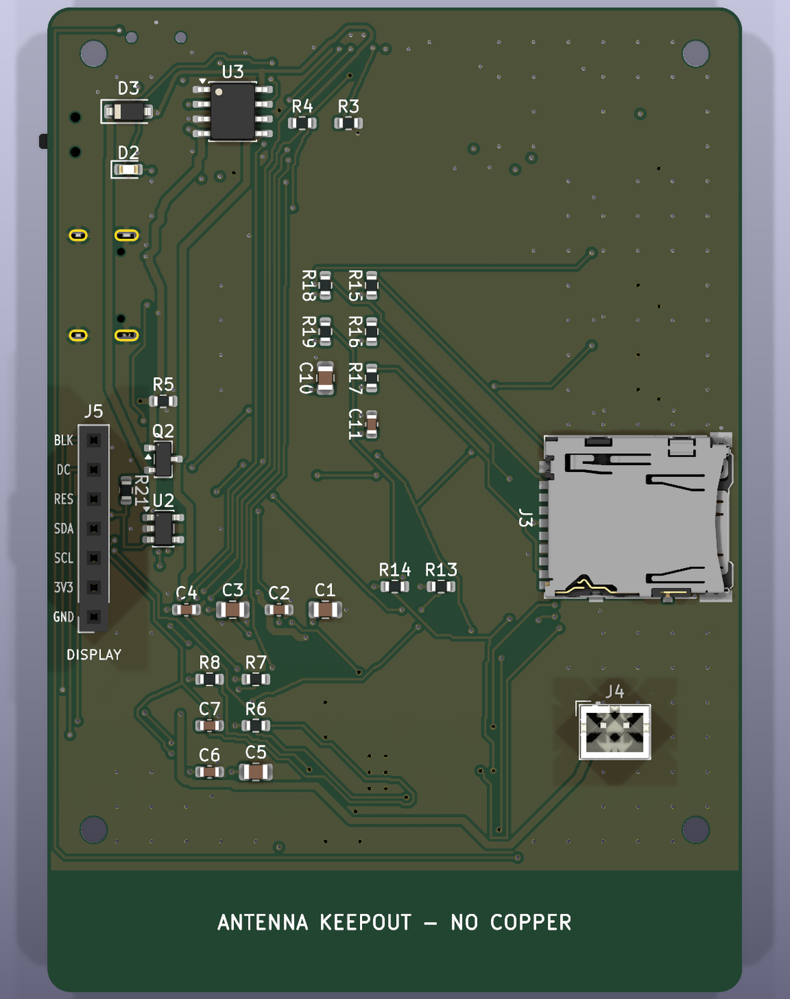 U3
D3
R4
R3
D2
R18
R15
R19
R16
C10
R17
R5
J5
C11
Q2
BLK
DC
RES
R21
U2
SDA
J3
SCL
3V3
R14
R13
C4
C3
C2
C1
GND
DISPLAY
R8
R7
J4
C7
R6
C6
C5
ANTENNA KEEPOUT – NO COPPER